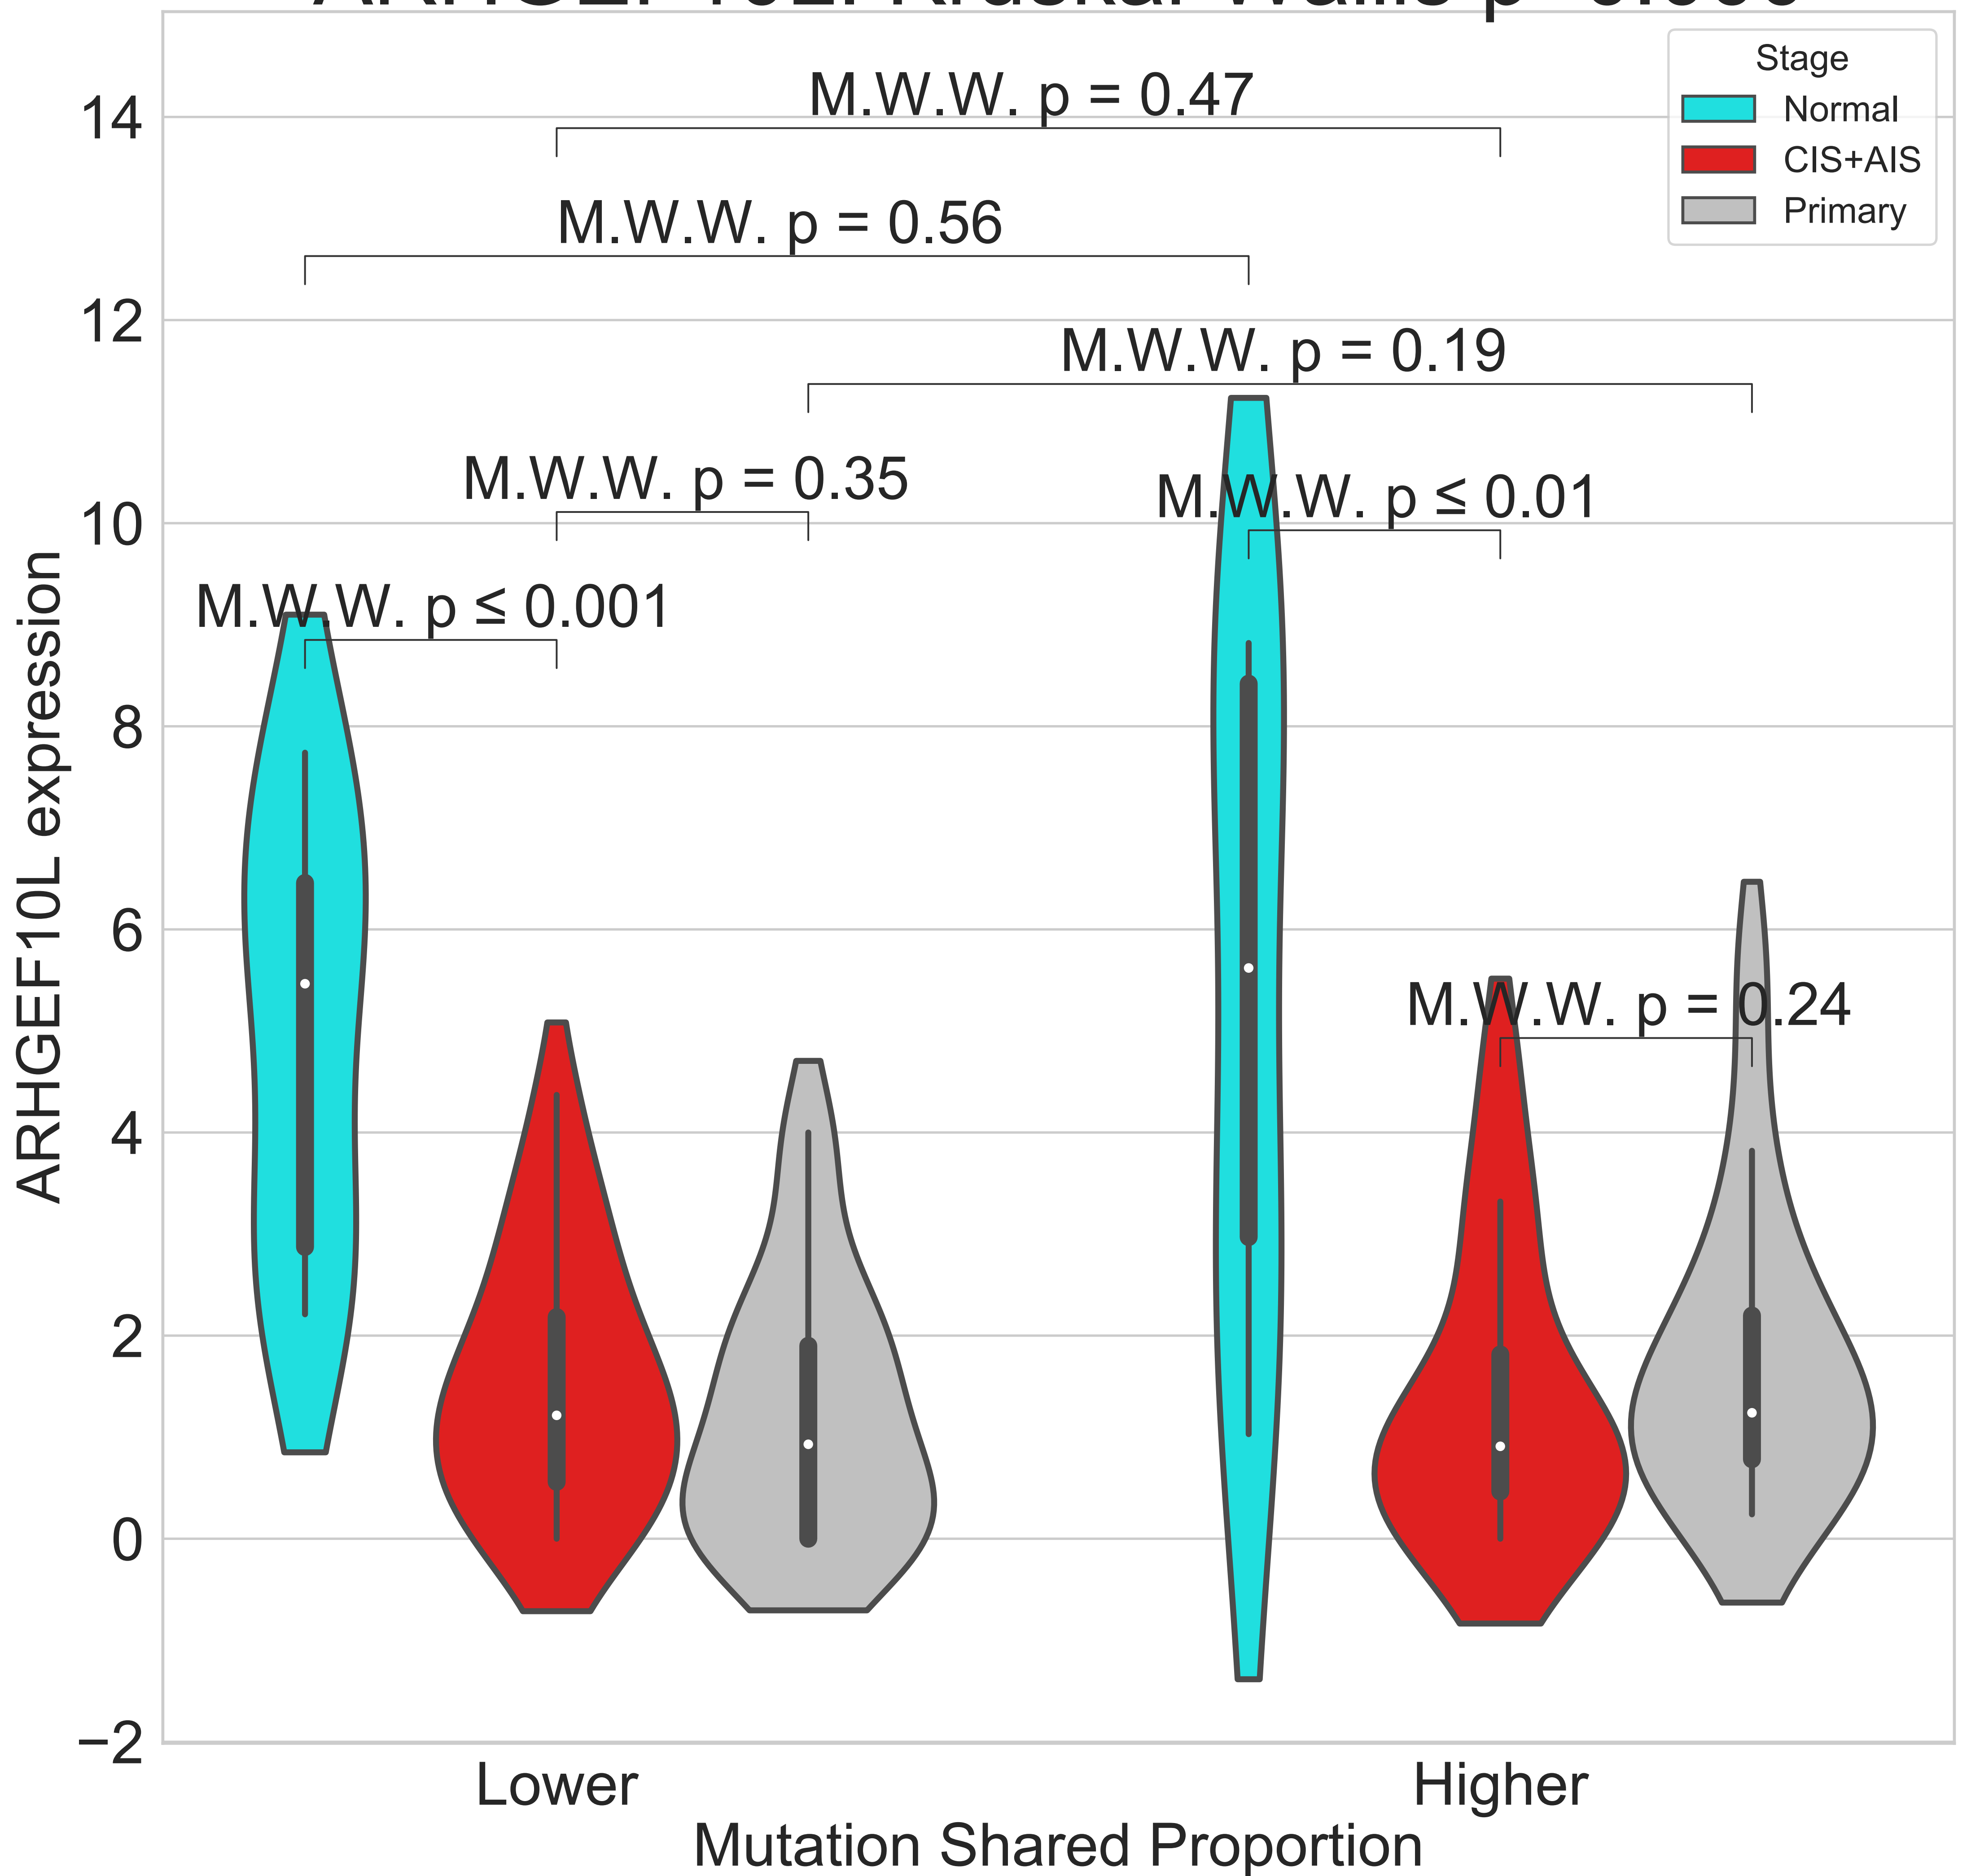 Stage
Normal
CIS+AIS
Primary
M.W.W. p = 0.47
M.W.W. p = 0.56
M.W.W. p = 0.19
M.W.W. p = 0.35
M.W.W. p ≤ 0.01
M.W.W. p ≤ 0.001
M.W.W. p = 0.24
14
12
10
8
6
4
2
0
−2
ARHGEF10L expression
Lower
Higher
Mutation Shared Proportion